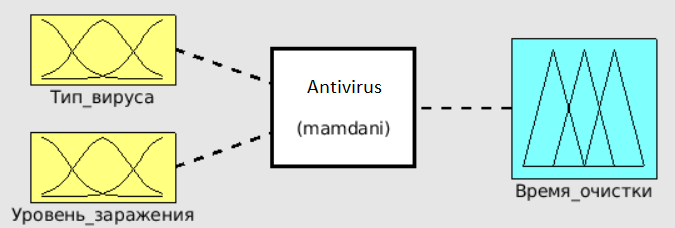 Тип_вируса
Уровень_заражения
Antivirus
(mamdani)
Время_очистки